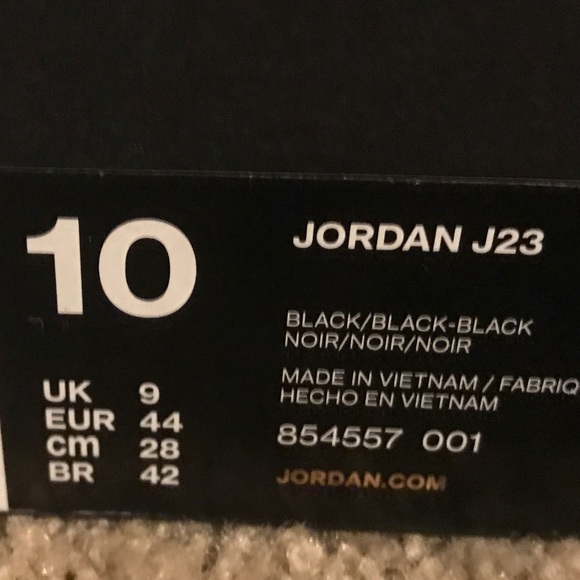 10
JORDAN J23
BLACK/BLACK-BLACK
NOIR/NOIR/NOIR
MADE IN VIETNAM / FABRIQ
HECHO EN VIETNAM
854557 001
JORDAN.COM
UK 9
EUR 44
cm 28
BR 42